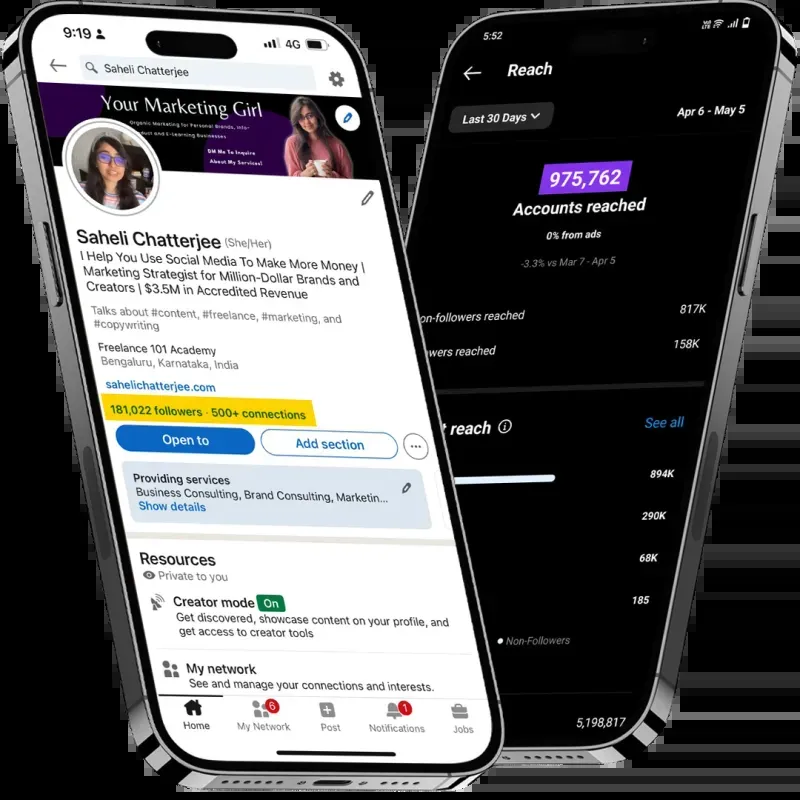 9:19
4G
Saheli Chatterjee
Your Marketing Girl
Organic Marketing for Personal Brands, Info-
oduct and E-Learning Businesses
DM Me To Inquire
About My Services!
Saheli Chatterjee (She/Her)
I Help You Use Social Media To Make More Money |
Marketing Strategist for Million-Dollar Brands and
Creators | $3.5M in Accredited Revenue
Talks about #content, #freelance, #marketing, and
#copywriting
Freelance 101 Academy
Bengaluru, Karnataka, India
sahelichatterjee.com
181,022 followers · 500+ connections
Open to
Add section
Providing services
Business Consulting, Brand Consulting, Marketin...
Show details
Resources
Private to you
Creator mode On
Get discovered, showcase content on your profile, and
get access to creator tools
My network
See and manage your connections and interests.
6
1
Home
My Network
Post
Notifications
Jobs
5:52
Reach
Last 30 Days
Apr 6 - May 5
975,762
Accounts reached
0% from ads
-3.3% vs Mar 7 - Apr 5
on-followers reached
817K
owers reached
158K
t reach
See all
894K
290K
68K
185
Non-Followers
5,198,817